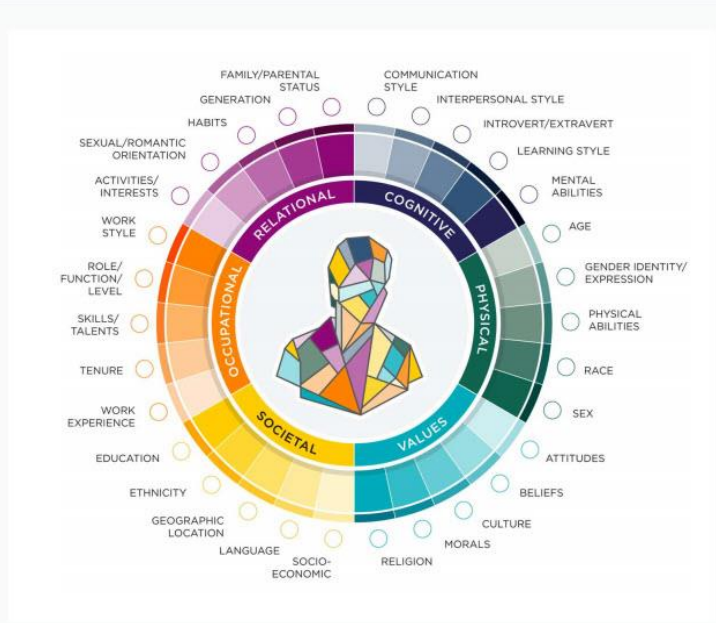 FAMILY/PARENTAL
STATUS
GENERATION
HABITS
SEXUAL/ROMANTIC
ORIENTATION
ACTIVITIES/
INTERESTS
WORK
STYLE
ROLE/
FUNCTION/
LEVEL
SKILLS/
TALENTS
TENURE
WORK
EXPERIENCE
EDUCATION
ETHNICITY
GEOGRAPHIC
LOCATION
LANGUAGE
SOCIO-
ECONOMIC
COMMUNICATION
STYLE
INTERPERSONAL STYLE
INTROVERT/EXTRAVERT
LEARNING STYLE
MENTAL
ABILITIES
AGE
GENDER IDENTITY/
EXPRESSION
PHYSICAL
ABILITIES
RACE
SEX
ATTITUDES
BELIEFS
CULTURE
MORALS
RELIGION
RELATIONAL
COGNITIVE
OCCUPATIONAL
PHYSICAL
SOCIETAL
VALUES